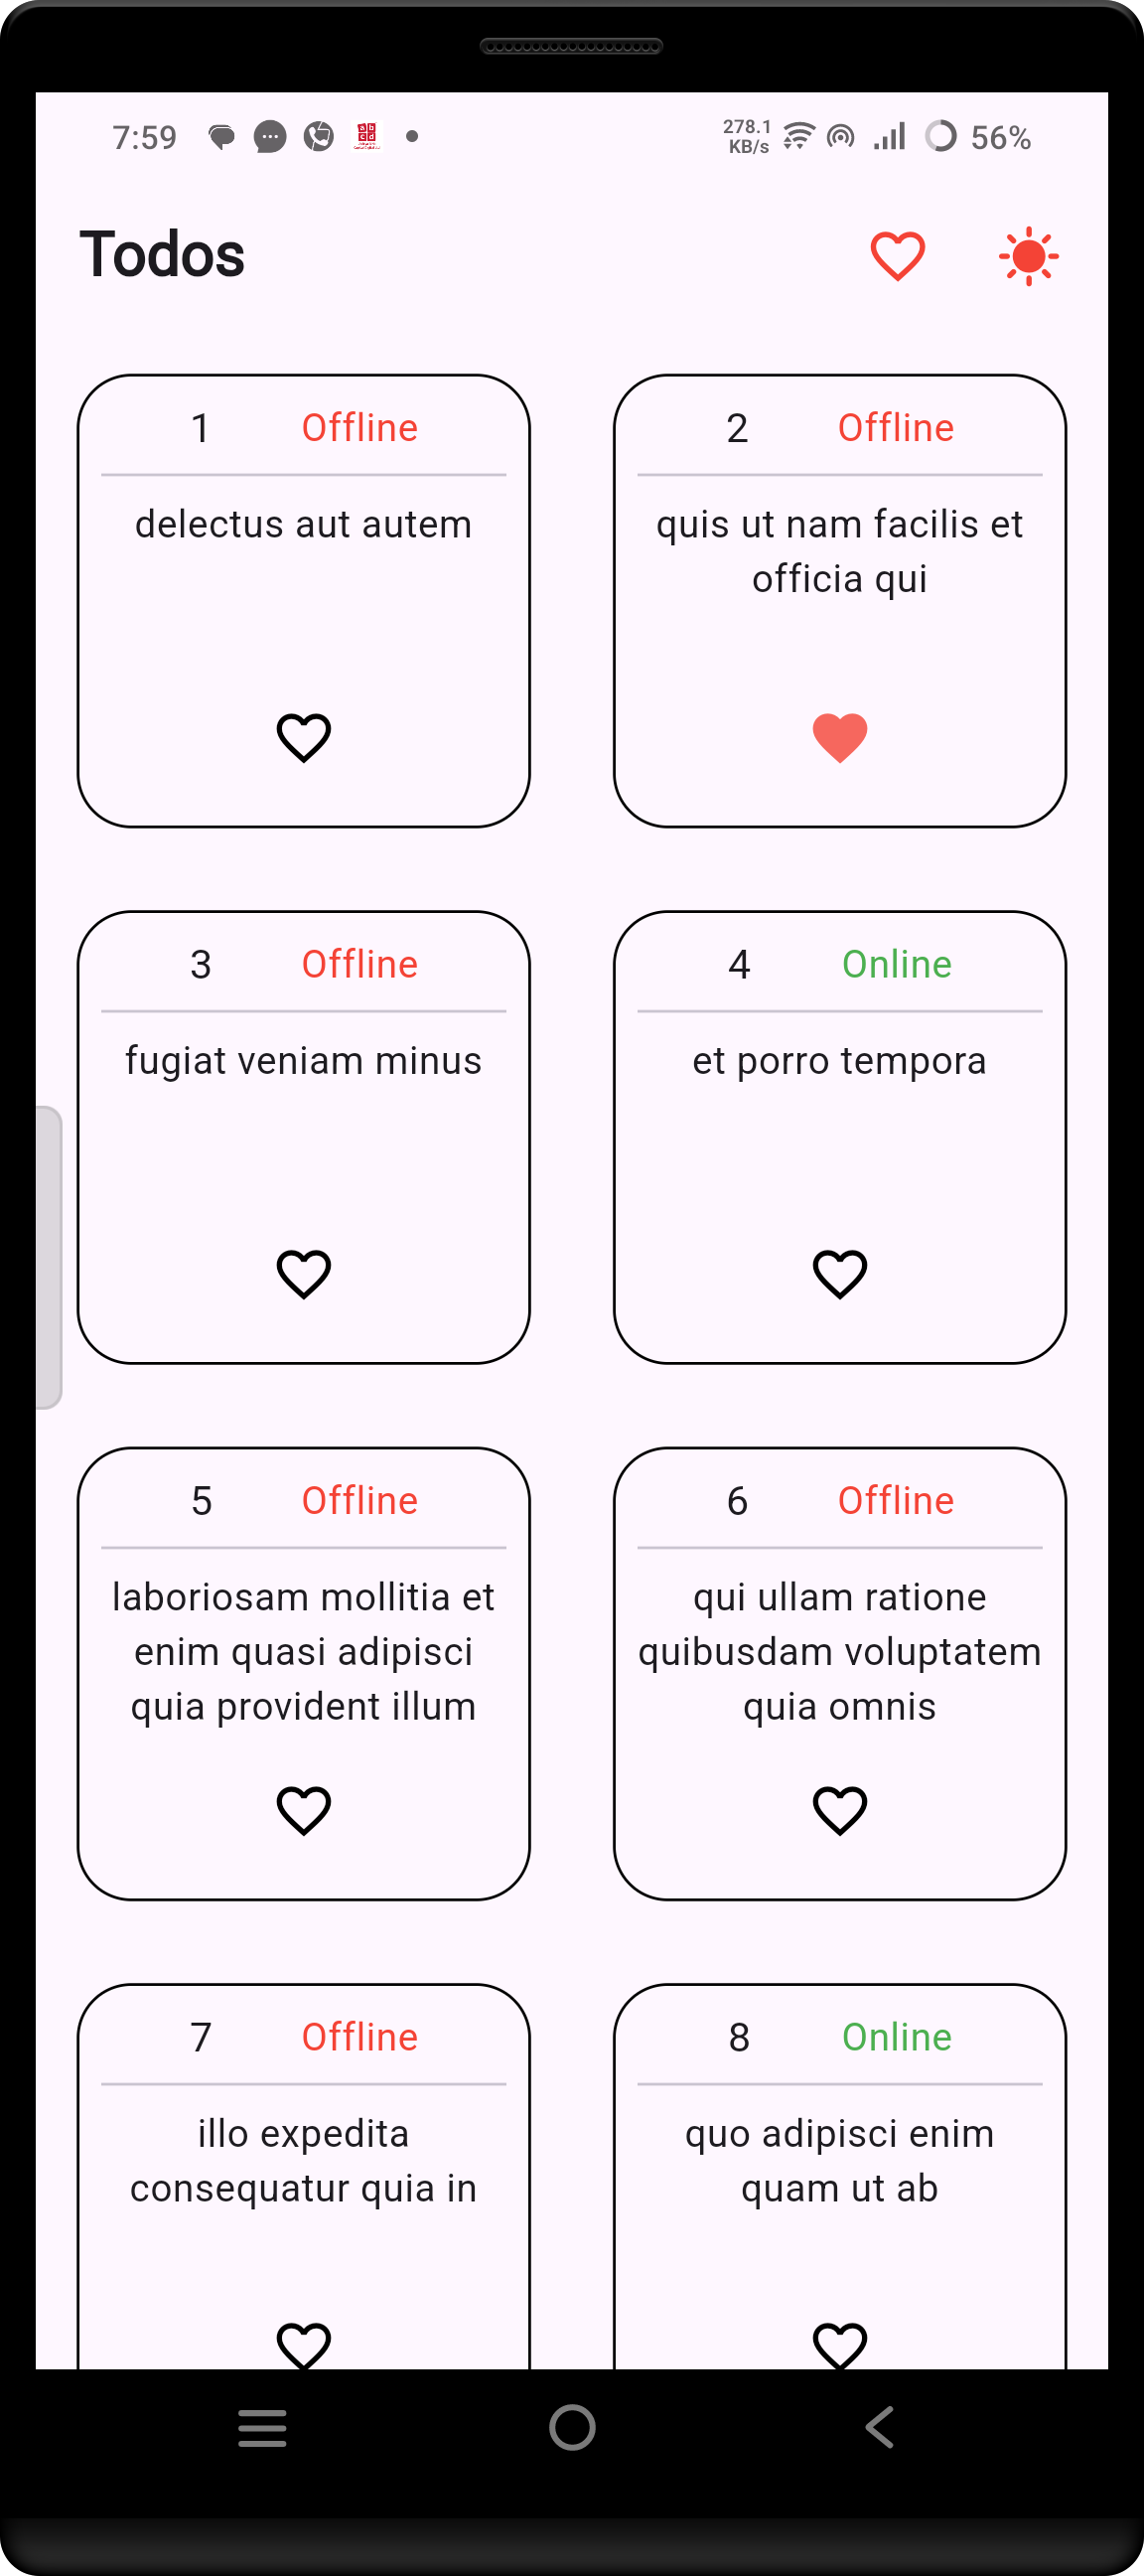 7:59
278.1
KB/s
56%
Todos
1 Offline
delectus aut autem
2 Offline
quis ut nam facilis et
officia qui
3 Offline
fugiat veniam minus
4 Online
et porro tempora
5 Offline
laboriosam mollitia et
enim quasi adipisci
quia provident illum
6 Offline
qui ullam ratione
quibusdam voluptatem
quia omnis
7 Offline
illo expedita
consequatur quia in
8 Online
quo adipisci enim
quam ut ab